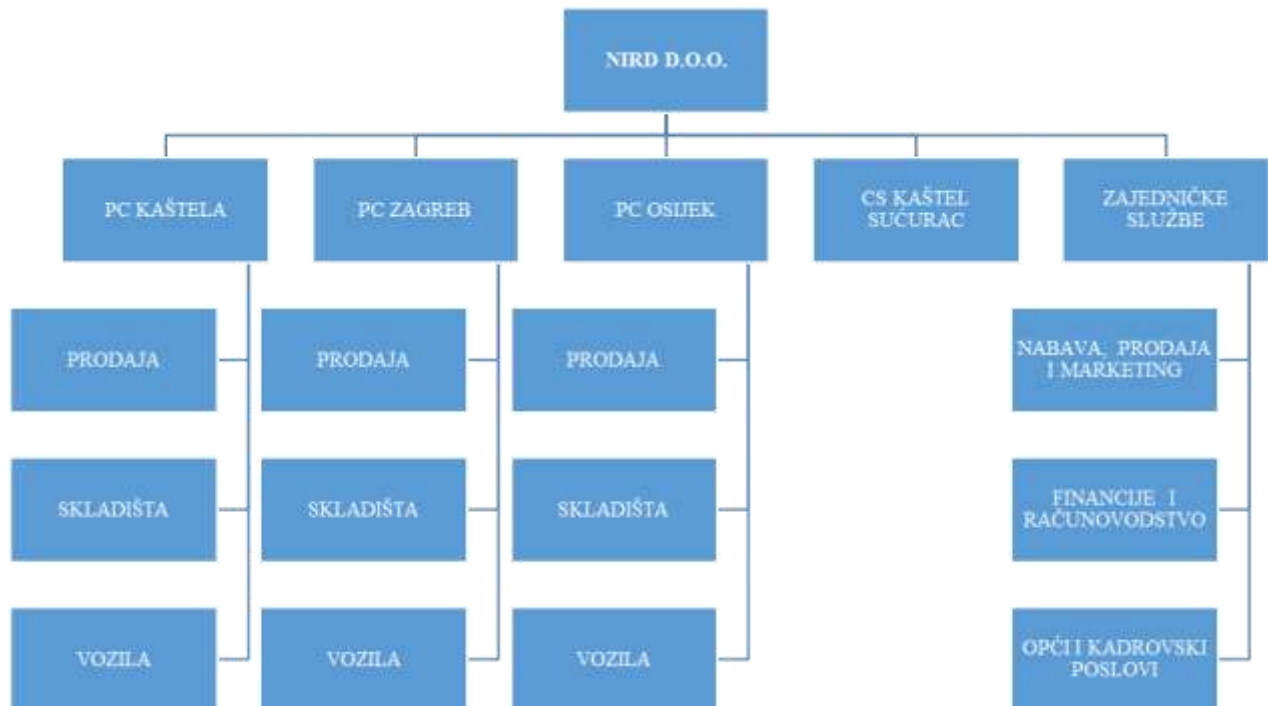 NIRD D.O.O.
PC KAŠTELA
PC ZAGREB
PC OSIJEK
CS KAŠTEL
SUĆURAC
ZAJEDNIČKE
SLUŽBE
PRODAJA
PRODAJA
PRODAJA
NABAVA, PRODAJA
I MARKETING
SKLADIŠTA
SKLADIŠTA
SKLADIŠTA
FINANCIJE I
RAČUNOVODSTVO
VOZILA
VOZILA
VOZILA
OPĆI I KADROVSKI
POSLOVI